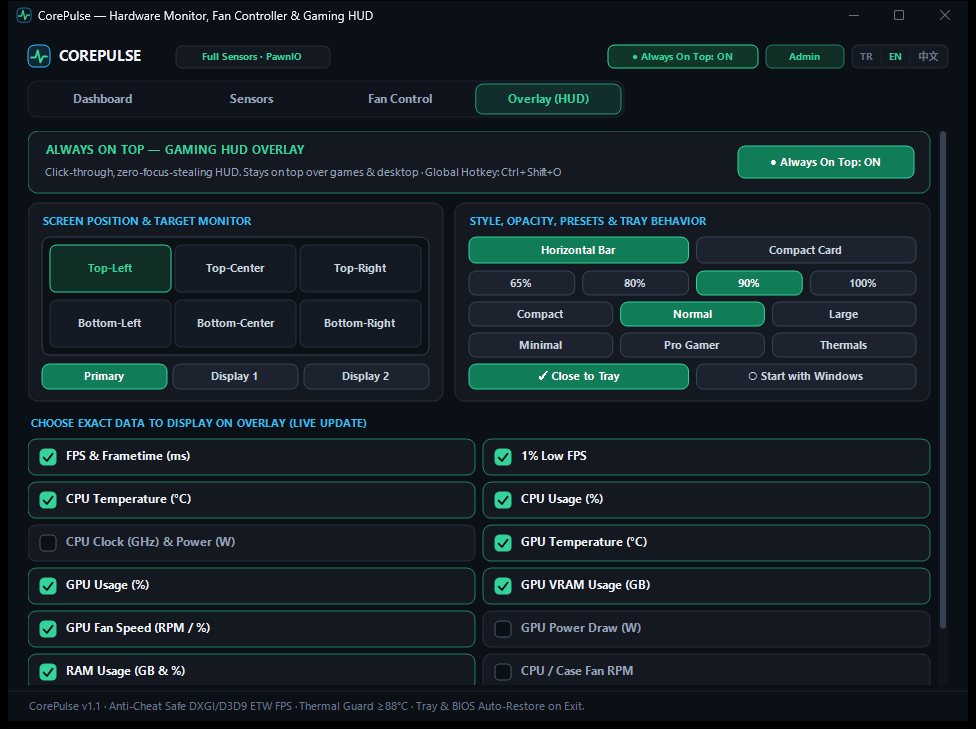 CorePulse — Hardware Monitor, Fan Controller & Gaming HUD
COREPULSE
Full Sensors · PawnIO
● Always On Top: ON
Admin
TR EN 中文
Dashboard Sensors Fan Control Overlay (HUD)
ALWAYS ON TOP — GAMING HUD OVERLAY
Click-through, zero-focus-stealing HUD. Stays on top over games & desktop · Global Hotkey: Ctrl+Shift+O
● Always On Top: ON
SCREEN POSITION & TARGET MONITOR
Top-Left Top-Center Top-Right
Bottom-Left Bottom-Center Bottom-Right
Primary Display 1 Display 2
STYLE, OPACITY, PRESETS & TRAY BEHAVIOR
Horizontal Bar Compact Card
65% 80% 90% 100%
Compact Normal Large
Minimal Pro Gamer Thermals
✓ Close to Tray ○ Start with Windows
CHOOSE EXACT DATA TO DISPLAY ON OVERLAY (LIVE UPDATE)
FPS & Frametime (ms) 1% Low FPS
CPU Temperature (°C) CPU Usage (%)
CPU Clock (GHz) & Power (W) GPU Temperature (°C)
GPU Usage (%) GPU VRAM Usage (GB)
GPU Fan Speed (RPM / %) GPU Power Draw (W)
RAM Usage (GB & %) CPU / Case Fan RPM
CorePulse v1.1 · Anti-Cheat Safe DXGI/D3D9 ETW FPS · Thermal Guard ≥88°C · Tray & BIOS Auto-Restore on Exit.